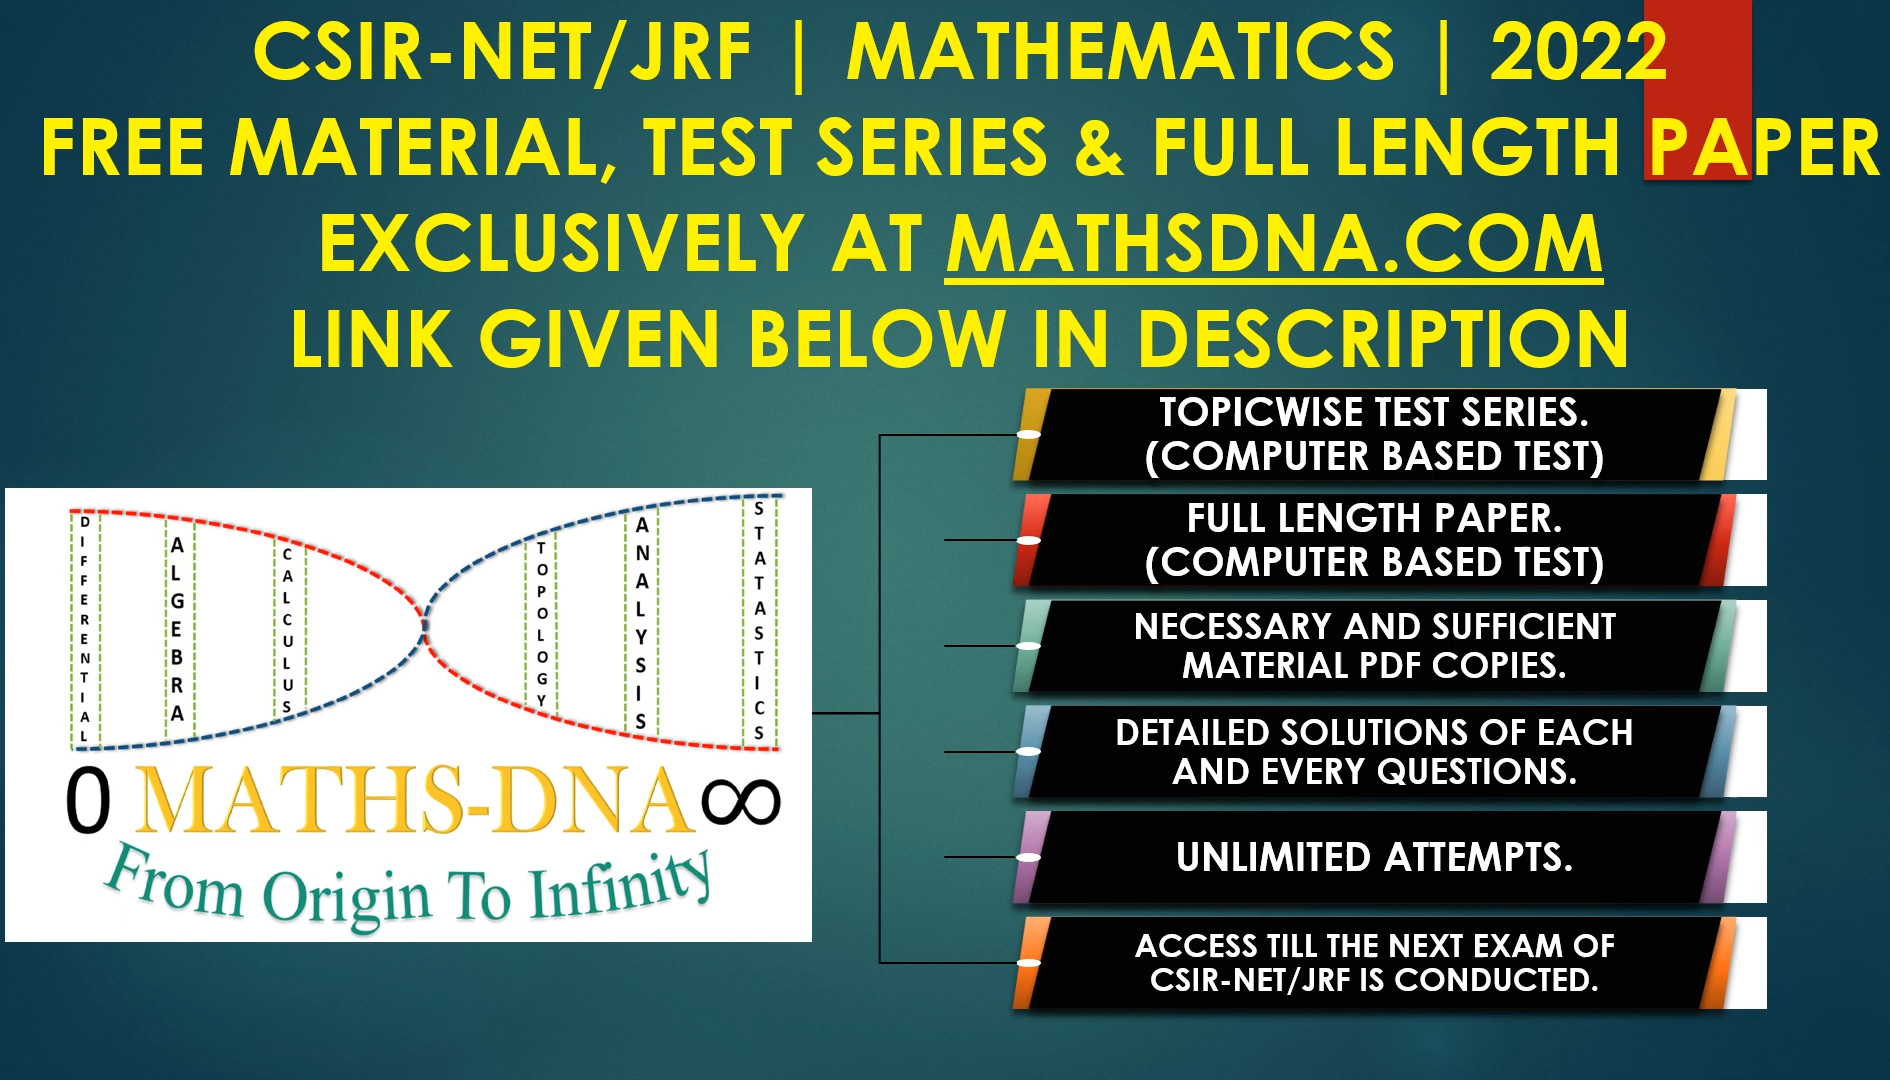 CSIR-NET/JRF | MATHEMATICS | 2022
FREE MATERIAL, TEST SERIES & FULL LENGTH PAPER
EXCLUSIVELY AT MATHSDNA.COM
LINK GIVEN BELOW IN DESCRIPTION
DIFFERENTIAL
ALGEBRA
CALCULUS
TOPOLOGY
ANALYSIS
STATASTICS
0 MATHS-DNA ∞
From Origin To Infinity
TOPICWISE TEST SERIES.
(COMPUTER BASED TEST)
FULL LENGTH PAPER.
(COMPUTER BASED TEST)
NECESSARY AND SUFFICIENT
MATERIAL PDF COPIES.
DETAILED SOLUTIONS OF EACH
AND EVERY QUESTIONS.
UNLIMITED ATTEMPTS.
ACCESS TILL THE NEXT EXAM OF
CSIR-NET/JRF IS CONDUCTED.